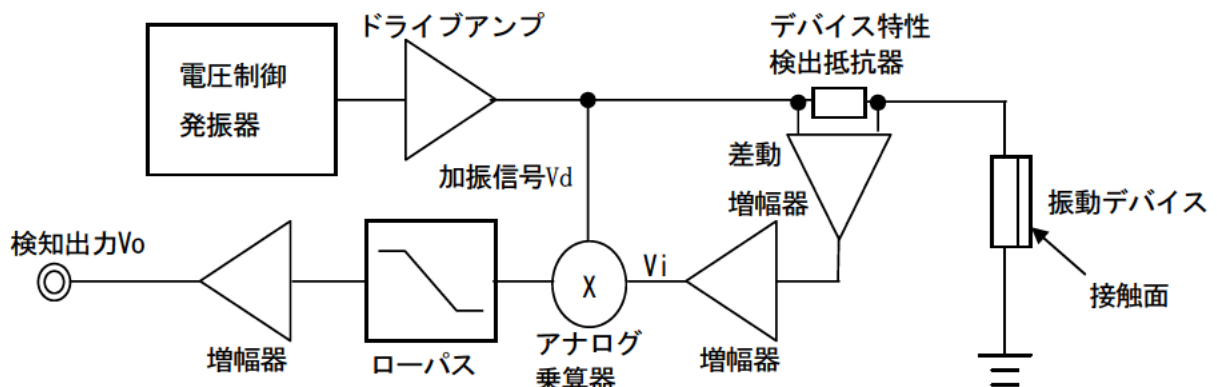 ドライブアンプ
デバイス特性
検出抵抗器
電圧制御
発振器
差動
増幅器
加振信号Vd
振動デバイス
検知出力Vo
Vi
X
接触面
増幅器
ローパス
アナログ
乗算器
増幅器